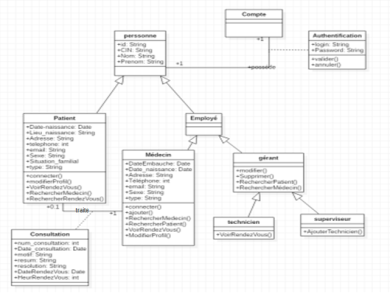 Compte
perssonne
+id: String
+CIN: String
+Nom: String
+Prenom: String
+1
+1
+possede
Authentification
+login: String
+Password: String
+valider()
+annuler()
Patient
+Date-naissance: Date
+Lieu_naissance: String
+Adresse: String
+telephone: int
+email: String
+Sexe: String
+Situation_familial
+type: String
+connecter()
+modifierProfil()
+VoirRendezVous()
+RechercherMedecin()
+RechercherRendezVous()
Employé
Médecin
+DateEmbauche: Date
+Date_naissance: Date
+Adresse: String
+Telephone: int
+email: String
+Sexe: String
+type: String
+connecter()
+ajouter()
+RechercherMedecin()
+RechercherPatient()
+VoirRendezVous()
+ModifierProfil()
gérant
+modifier()
+Supprimer()
+RechercherPatient()
+RechercherMédecin()
+0.1
traite
+1
Consultation
+num_consultation: int
+Date_consultation: Date
+motif: String
+resum: String
+resolution: String
+DateRendezVous: Date
+HeurRendezVous: int
technicien
+VoirRendezVous()
superviseur
+AjouterTechnicien()